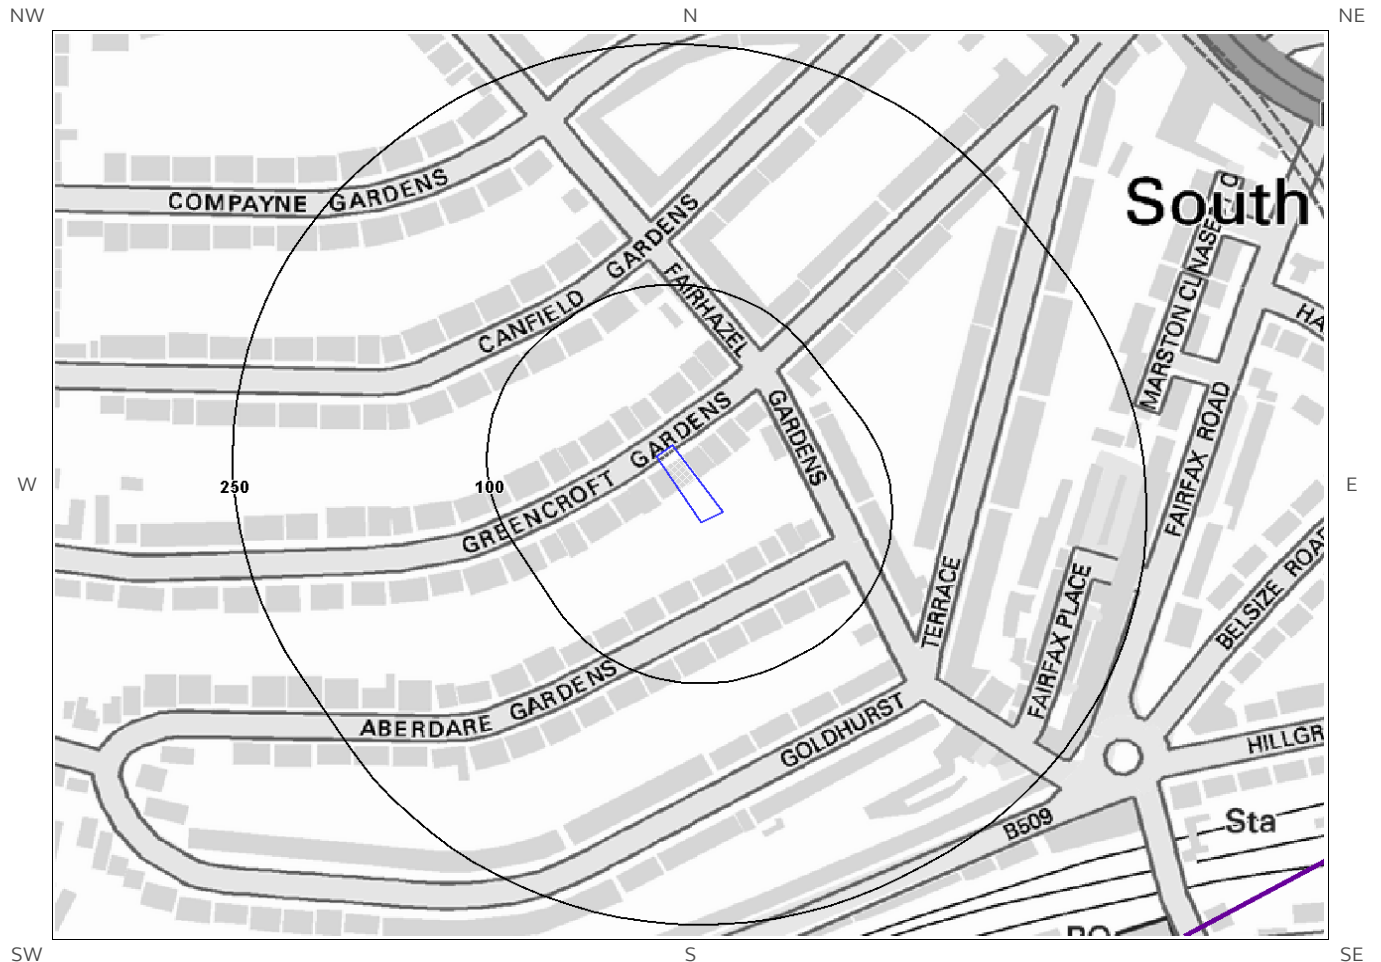 NW
N
NE
COMPAYNE GARDENS
South
CANFIELD GARDENS
FAIRHAZEL
GARDENS
MARSTON CL
NASE
HA
FAIRFAX ROAD
W
250
100
GREENCROFT GARDENS
E
TERRACE
FAIRFAX PLACE
BELSIZE ROAD
ABERDARE GARDENS
GOLDHURST
HILLGR
B509
Sta
SW
S
SE